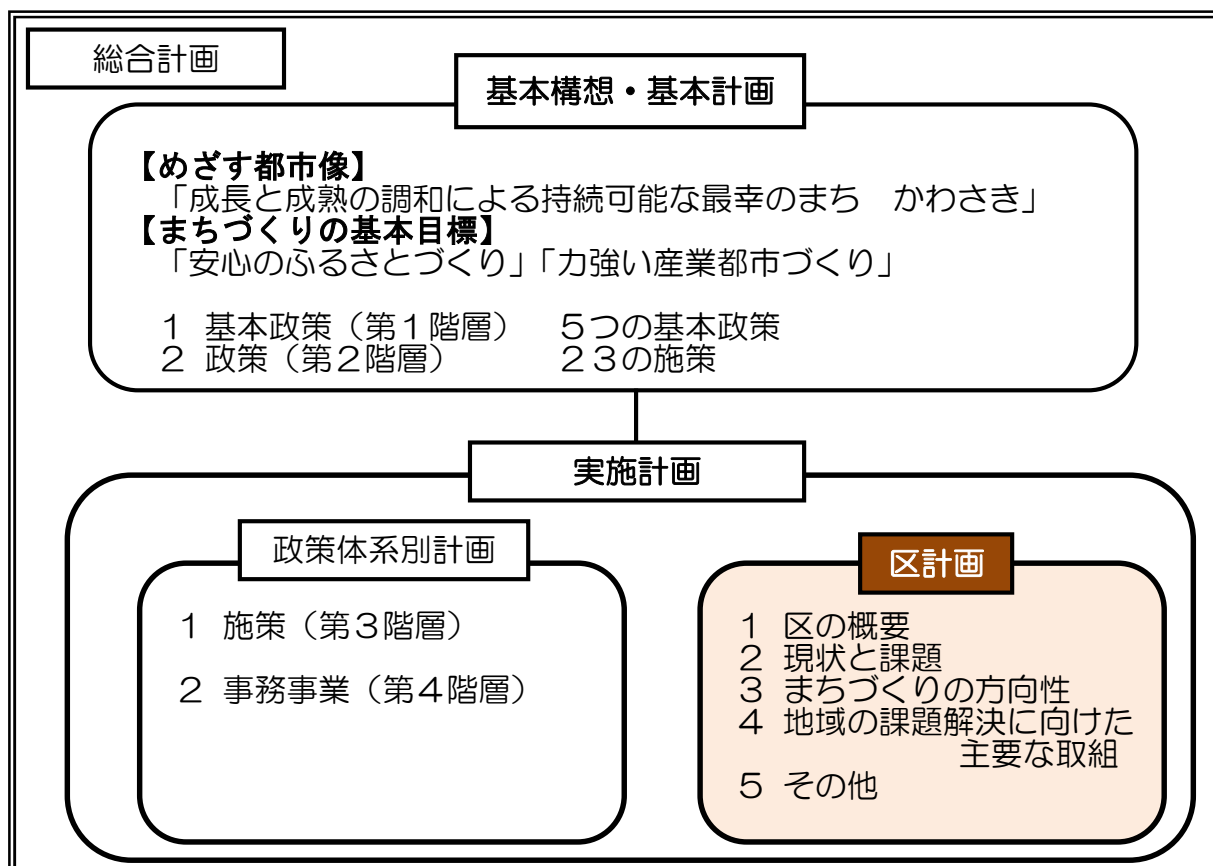 総合計画
基本構想・基本計画
【めざす都市像】
「成長と成熟の調和による持続可能な最幸のまち　かわさき」
【まちづくりの基本目標】
「安心のふるさとづくり」「力強い産業都市づくり」
１　基本政策（第１階層）　５つの基本政策
２　政策（第２階層）　２３の施策
実施計画
政策体系別計画
１　施策（第３階層）
２　事務事業（第４階層）
区計画
１　区の概要
２　現状と課題
３　まちづくりの方向性
４　地域の課題解決に向けた
主要な取組
５　その他